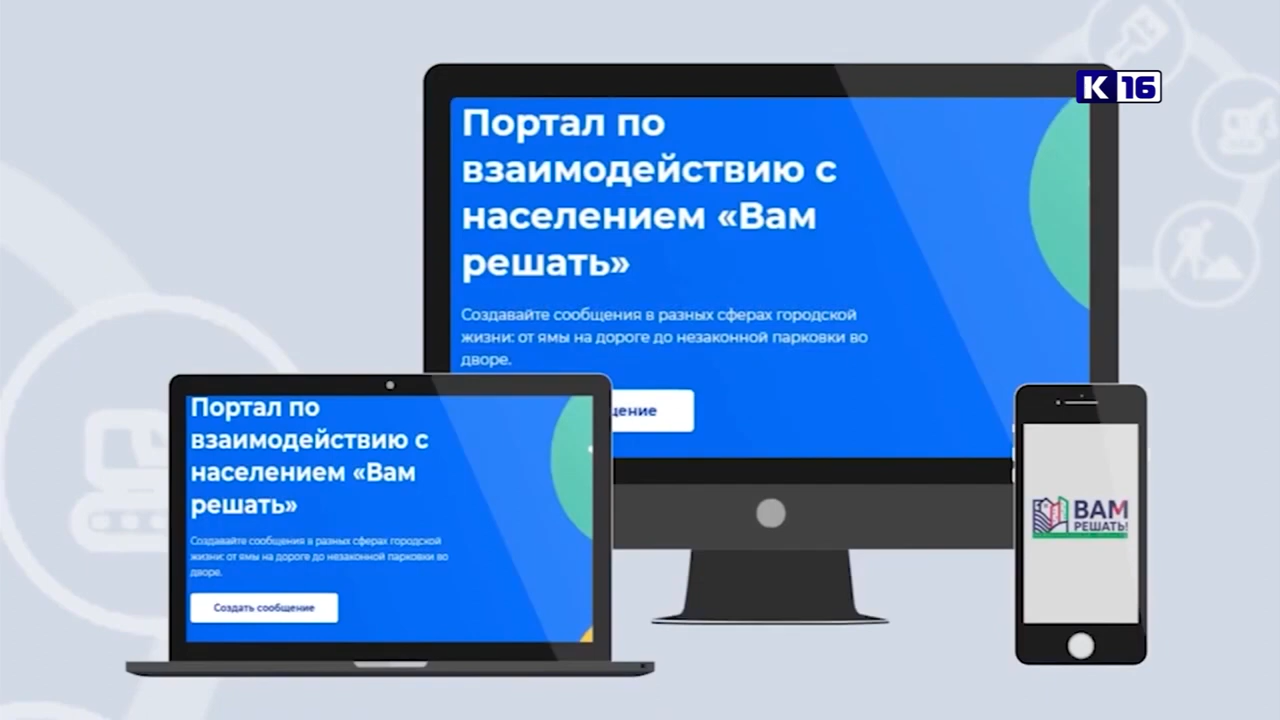 К 16
Портал по
взаимодействию с
населением «Вам
решать»
Создавайте сообщения в разных сферах городской
жизни: от ямы на дороге до незаконной парковки во
дворе.
щение
Портал по
взаимодействию с
населением «Вам
решать»
Создавайте сообщения в разных сферах городской
жизни: от ямы на дороге до незаконной парковки во
дворе.
Создать сообщение
ВАМ
РЕШАТЬ!